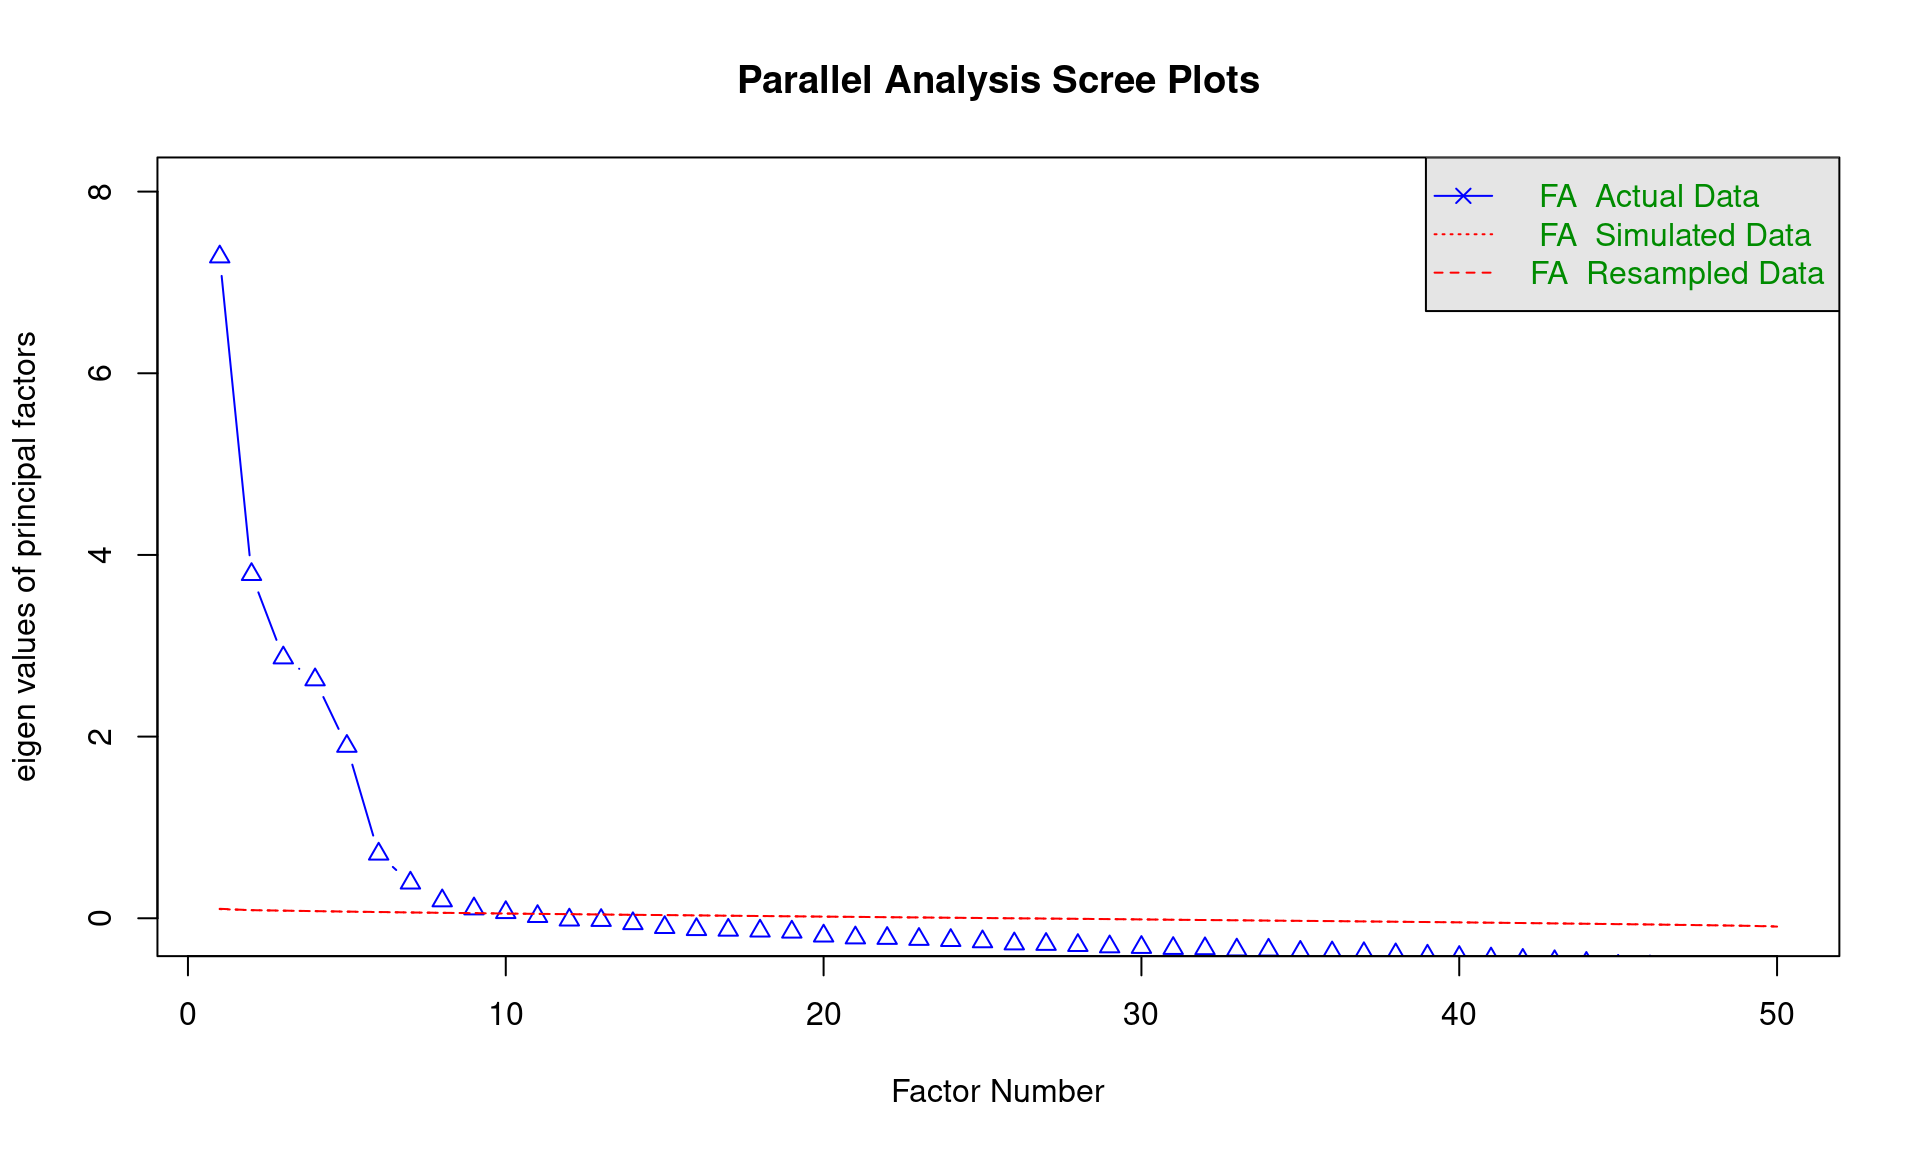 Parallel Analysis Scree Plots
FA  Actual Data
FA  Simulated Data
FA  Resampled Data
eigen values of principal factors
8
6
4
2
0
0 10 20 30 40 50
Factor Number